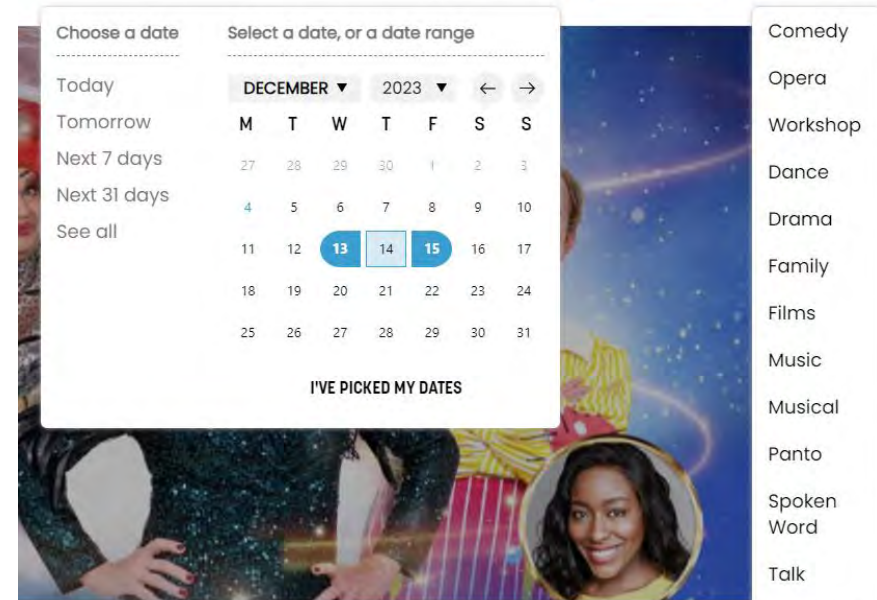 Choose a date
Today
Tomorrow
Next 7 days
Next 31 days
See all
Select a date, or a date range
DECEMBER ▼ 2023 ▼ ← →
M T W T F S S
27 28 29 30 1 2 3
4 5 6 7 8 9 10
11 12 13 14 15 16 17
18 19 20 21 22 23 24
25 26 27 28 29 30 31
I'VE PICKED MY DATES
Comedy
Opera
Workshop
Dance
Drama
Family
Films
Music
Musical
Panto
Spoken
Word
Talk